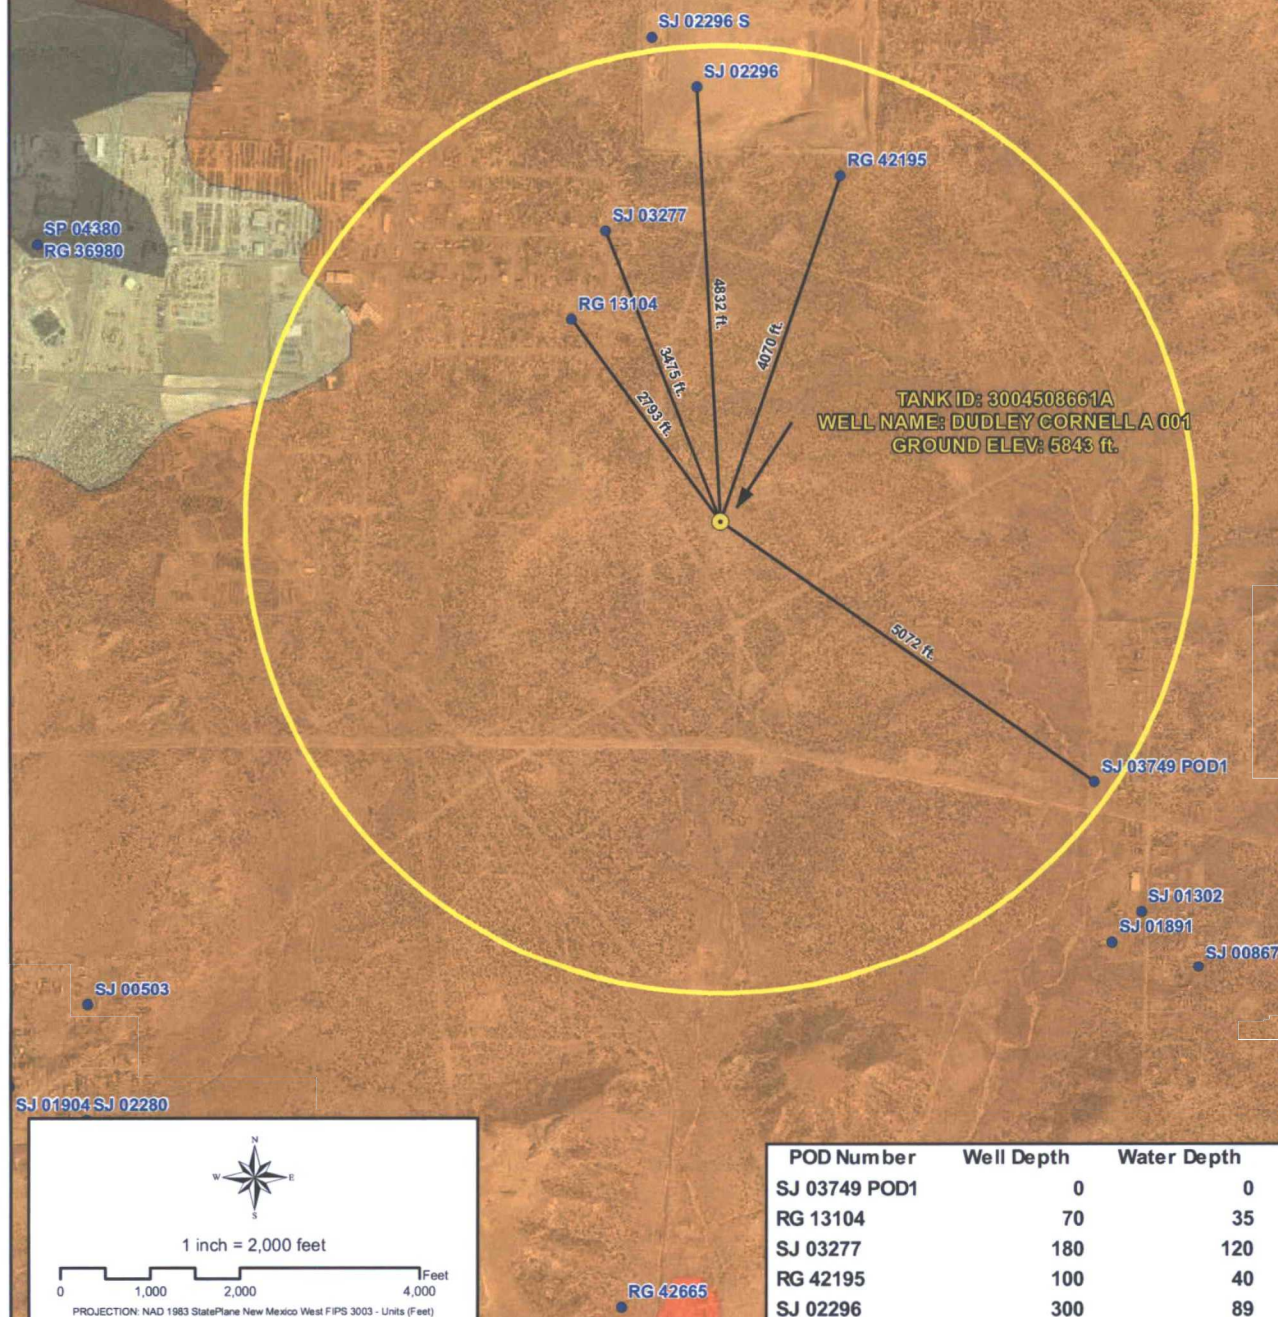 SJ 02296 S
SJ 02296
RG 42195
SJ 03277
SP 04380
RG 36980
RG 13104
4832 ft.
4070 ft.
3475 ft.
2793 ft.
TANK ID: 3004508661A
WELL NAME: DUDLEY CORNELL A 001
GROUND ELEV: 5843 ft.
5072 ft.
SJ 03749 POD1
SJ 01302
SJ 01891
SJ 00867
SJ 00503
SJ 01904 SJ 02280
N
W E
S
1 inch = 2,000 feet
Feet
0 1,000 2,000 4,000
PROJECTION: NAD 1983 StatePlane New Mexico West FIPS 3003 - Units (Feet)
RG 42665
POD Number Well Depth Water Depth
SJ 03749 POD1 0 0
RG 13104 70 35
SJ 03277 180 120
RG 42195 100 40
SJ 02296 300 89